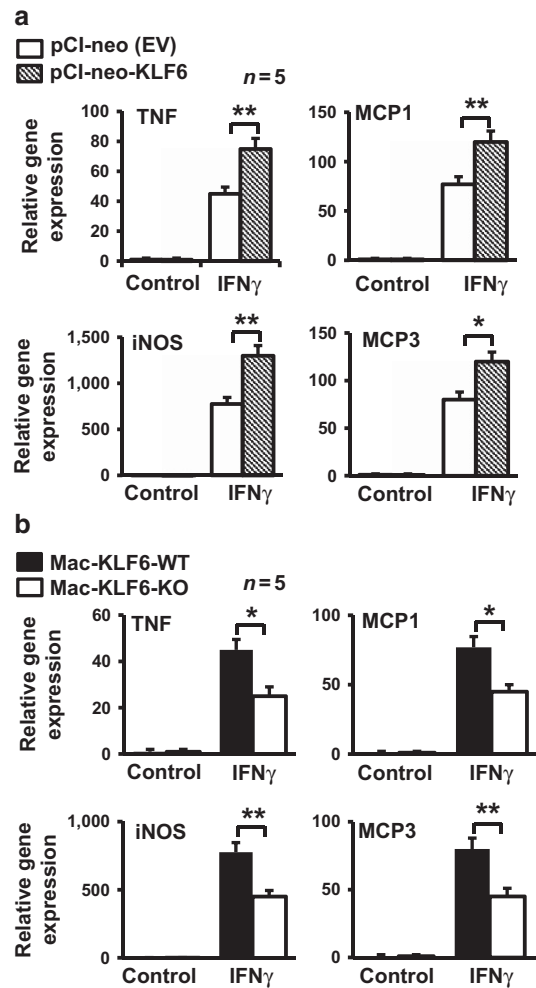 a
pCI-neo (EV)
pCI-neo-KLF6
n = 5
TNF
**
100
80
60
40
20
0
Relative gene
expression
Control IFNγ
MCP1
**
150
100
50
0
Control IFNγ
iNOS
**
1,500
1,000
500
0
Relative gene
expression
Control IFNγ
MCP3
*
150
100
50
0
Control IFNγ
b
Mac-KLF6-WT
Mac-KLF6-KO
n = 5
TNF
*
60
40
20
0
Relative gene
expression
Control IFNγ
MCP1
*
100
50
0
Control IFNγ
iNOS
**
1,000
500
0
Relative gene
expression
Control IFNγ
MCP3
**
100
50
0
Control IFNγ